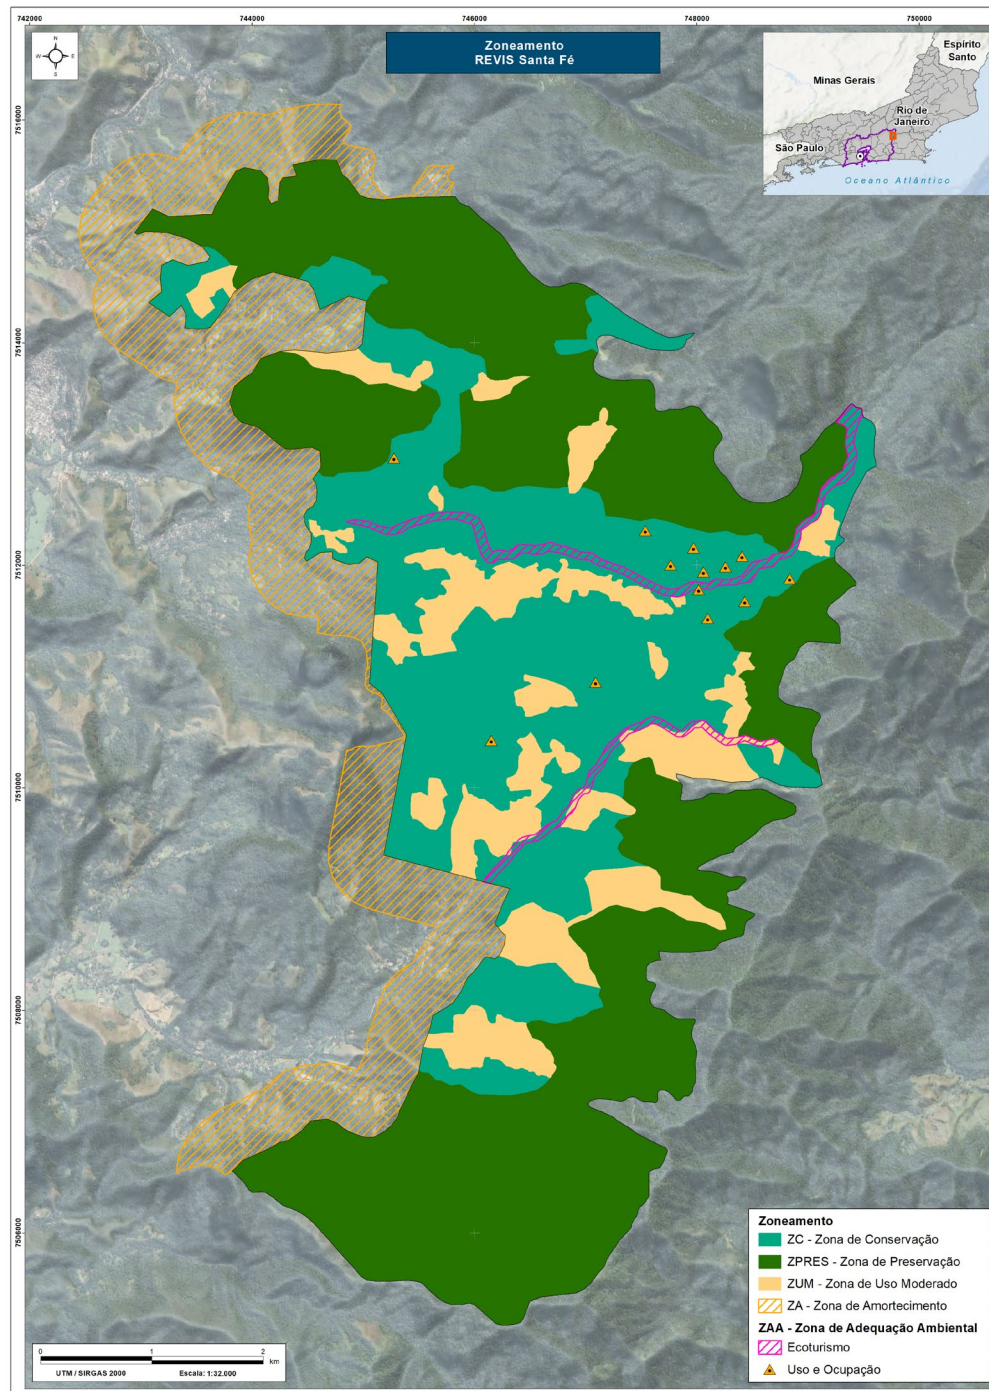 742000
744000
746000
748000
750000
Zoneamento
REVIS Santa Fé
N
W
E
S
Espírito
Santo
Minas Gerais
Rio de
Janeiro
São Paulo
Oceano Atlântico
7516000
7514000
7512000
7510000
7508000
7506000
Zoneamento
ZC - Zona de Conservação
ZPRES - Zona de Preservação
ZUM - Zona de Uso Moderado
ZA - Zona de Amortecimento
ZAA - Zona de Adequação Ambiental
Ecoturismo
Uso e Ocupação
0
1
2
km
UTM / SIRGAS 2000
Escala: 1:32.000